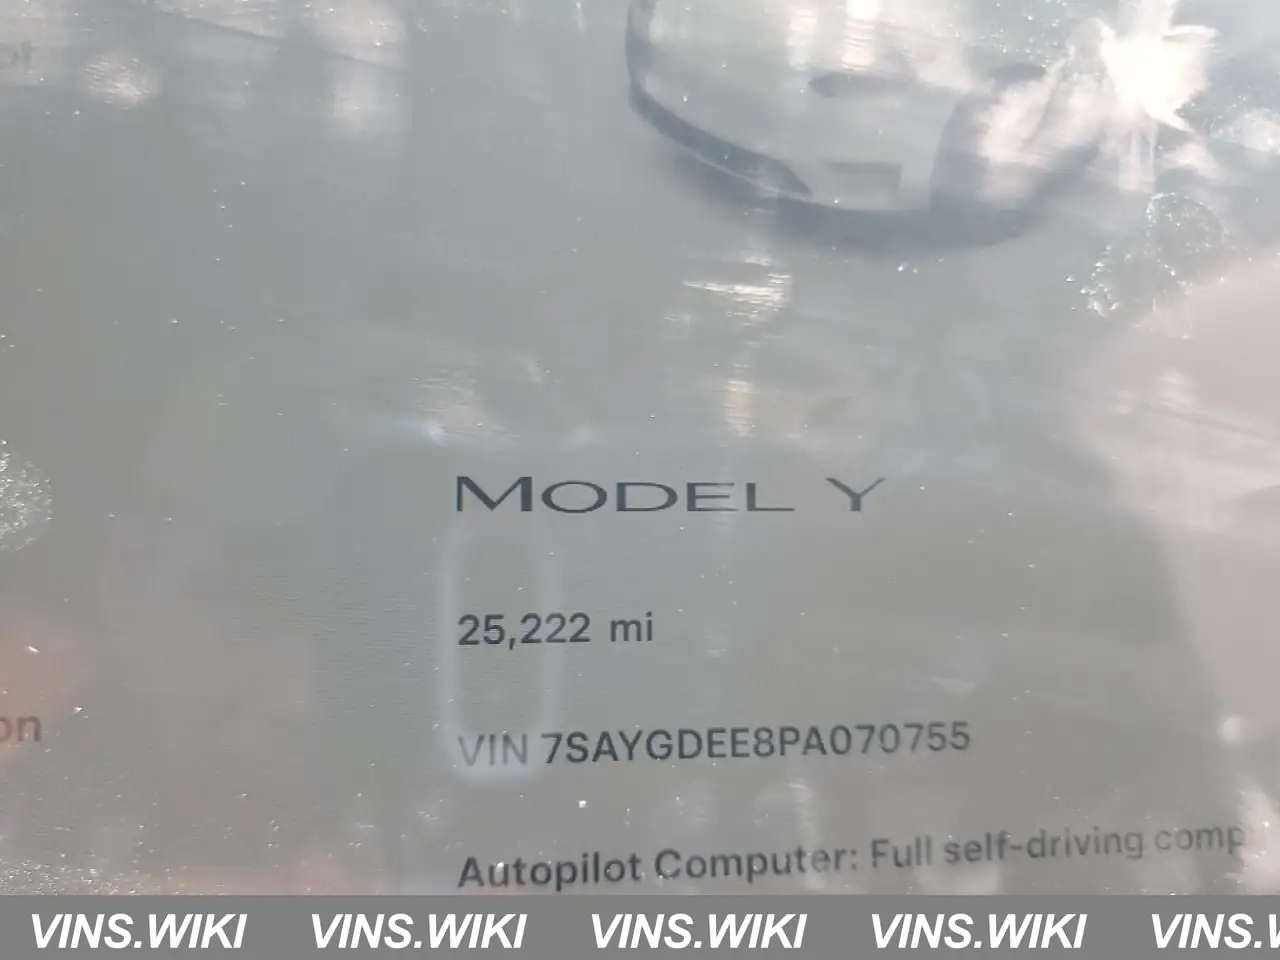 MODEL Y
25,222 mi
on
VIN 7SAYGDEE8PA070755
Autopilot Computer: Full self-driving comp
VINS.WIKI VINS.WIKI VINS.WIKI VINS.WIKI VINS.W